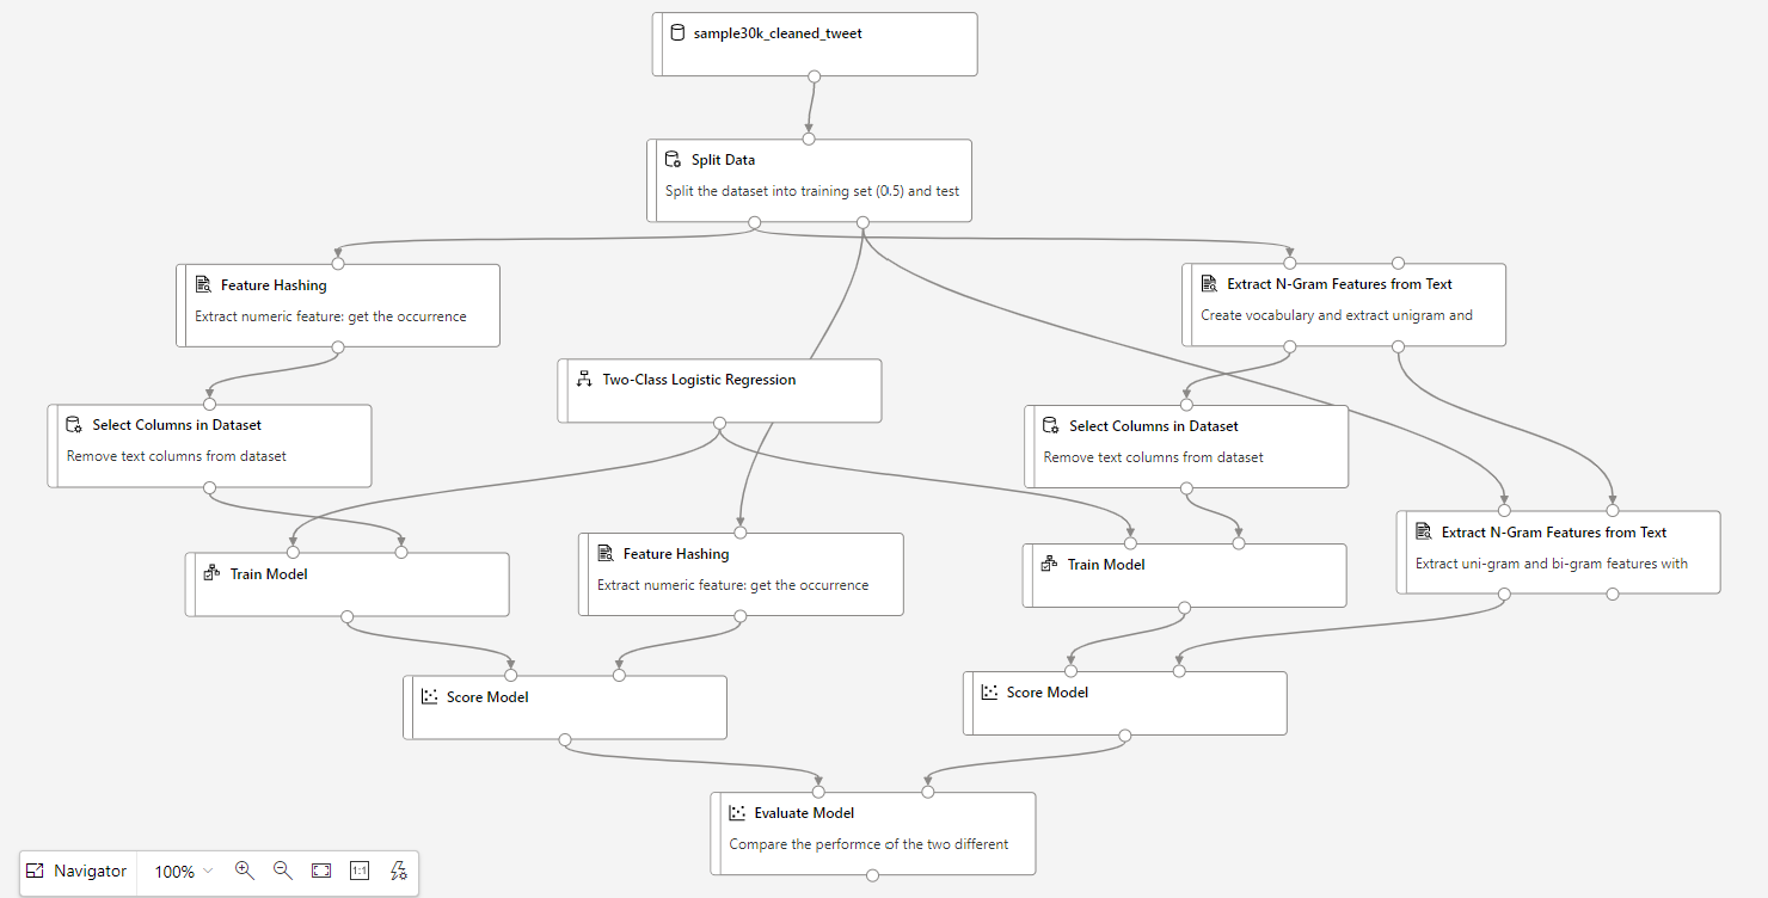 sample30k_cleaned_tweet
Split Data
Split the dataset into training set (0.5) and test
Feature Hashing
Extract numeric feature: get the occurrence
Extract N-Gram Features from Text
Create vocabulary and extract unigram and
Two-Class Logistic Regression
Select Columns in Dataset
Remove text columns from dataset
Select Columns in Dataset
Remove text columns from dataset
Train Model
Feature Hashing
Extract numeric feature: get the occurrence
Train Model
Extract N-Gram Features from Text
Extract uni-gram and bi-gram features with
Score Model
Score Model
Evaluate Model
Compare the performce of the two different
Navigator
100%
1:1